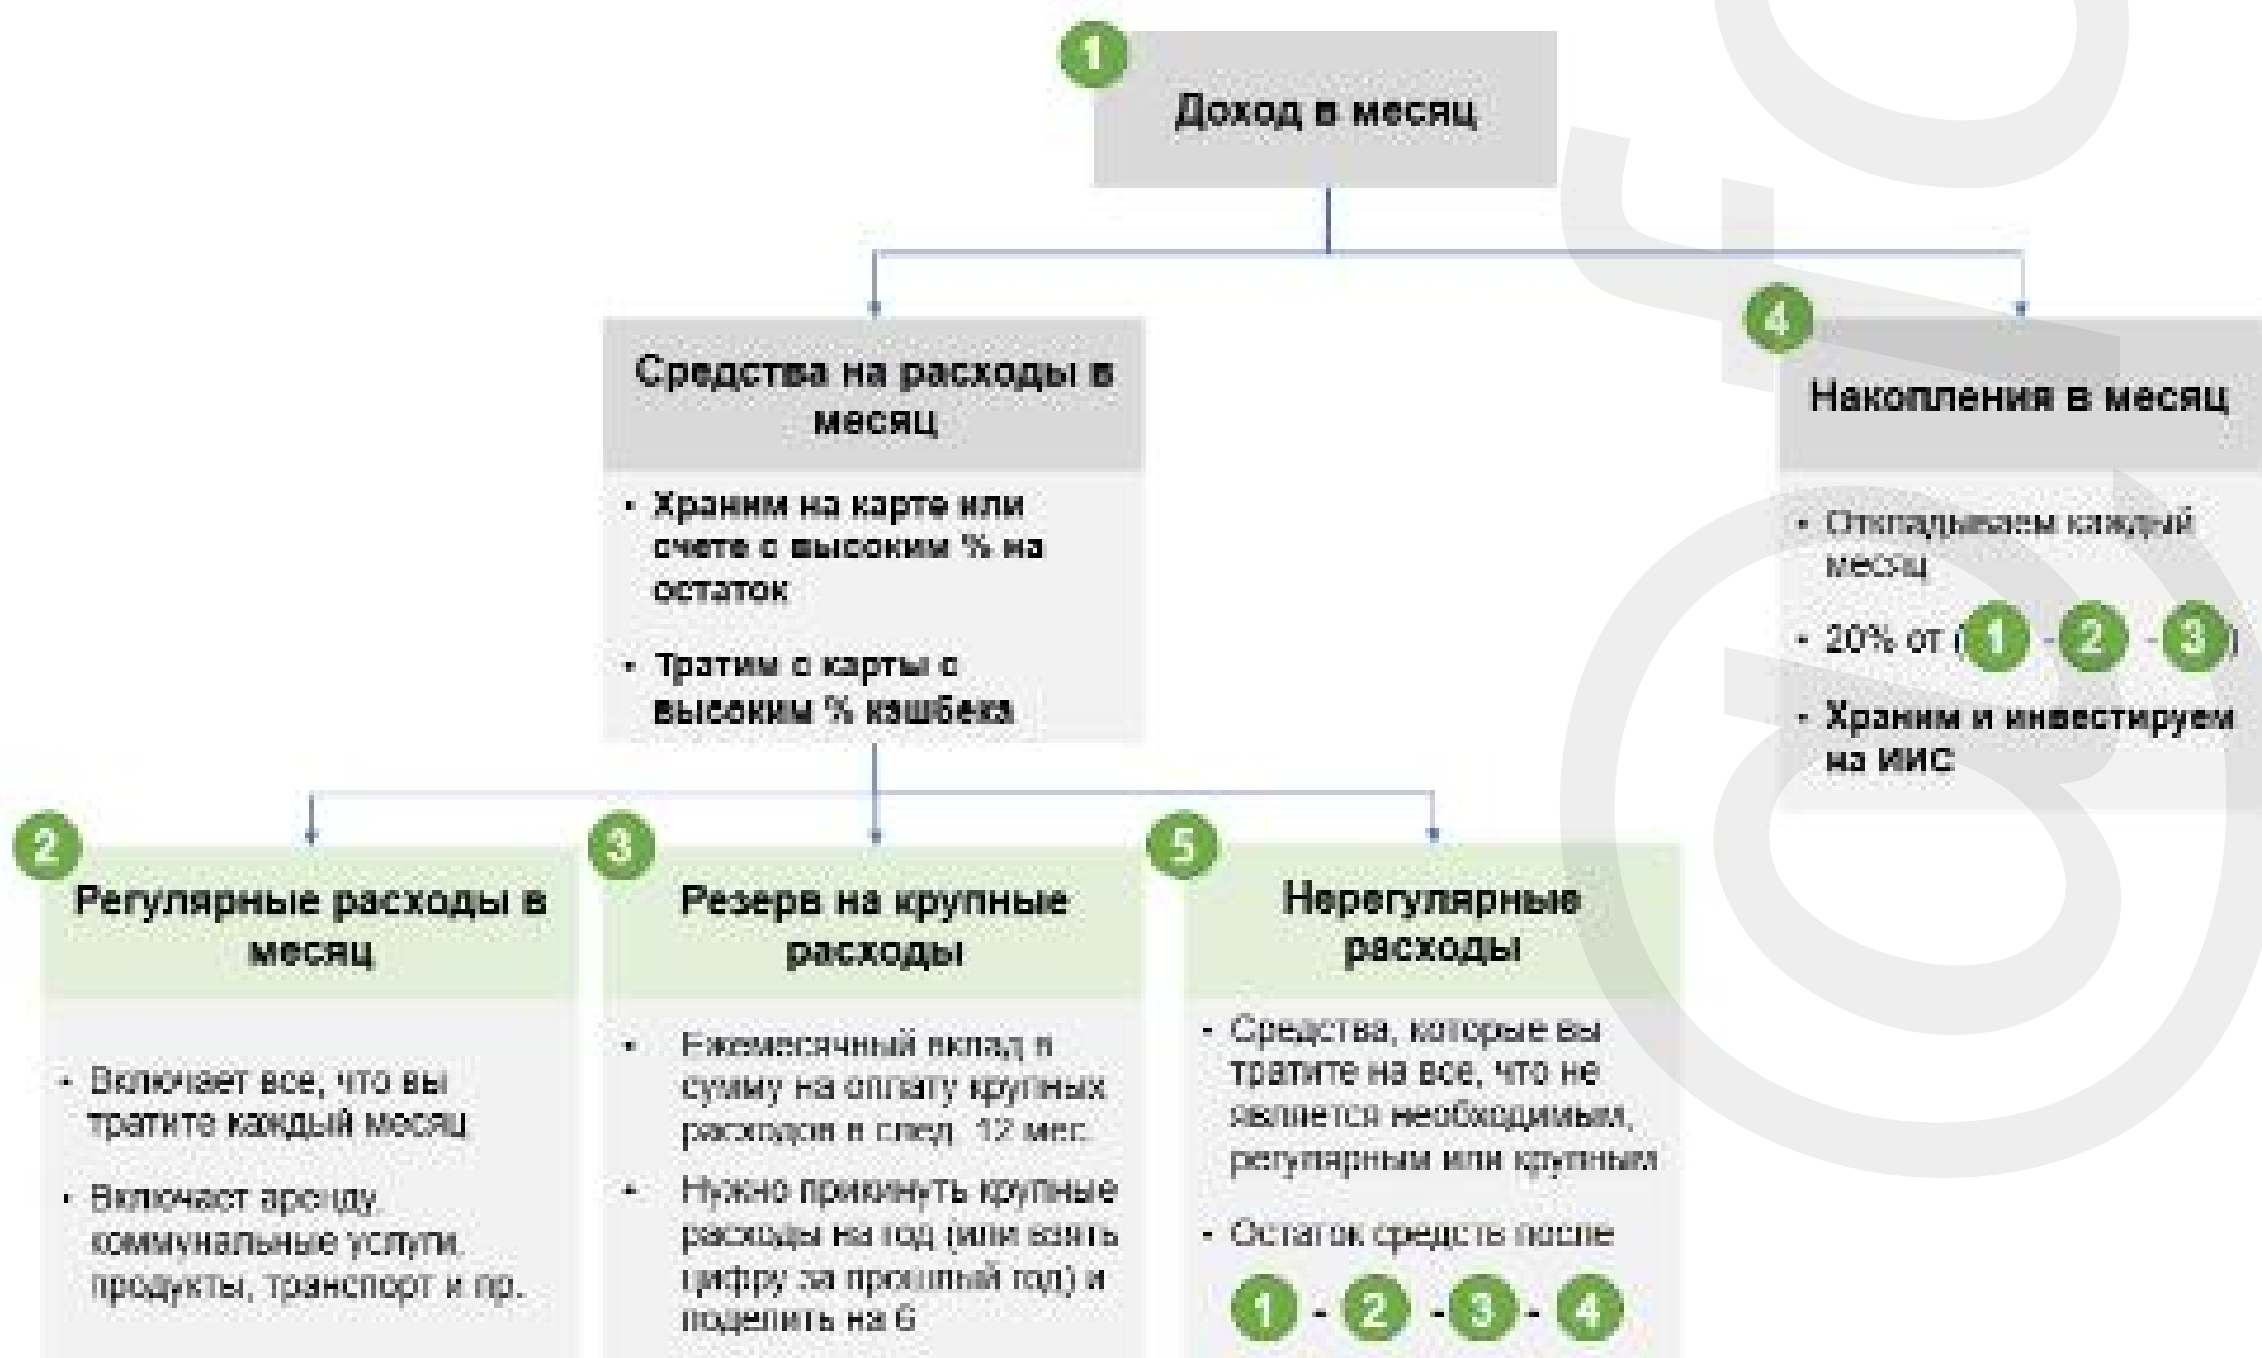 1
Доход в месяц
Средства на расходы в
месяц
• Храним на карте или
счете с высоким % на
остаток
• Тратим с карты с
высоким % кэшбека
4
Накопления в месяц
• Откладываем каждый
месяц
• 20% от (1 - 2 - 3)
• Храним и инвестируем
на ИИС
2
Регулярные расходы в
месяц
• Включает все, что вы
тратите каждый месяц
• Включает аренду,
коммунальные услуги,
продукты, транспорт и пр.
3
Резерв на крупные
расходы
• Ежемесячный вклад в
сумму на оплату крупных
расходов в след. 12 мес.
• Нужно прикинуть крупные
расходы на год (или взять
цифру за прошлый год) и
поделить на 6
5
Нерегулярные
расходы
• Средства, которые вы
тратите на все, что не
является необходимым,
регулярным или крупным
• Остаток средств после
1 - 2 - 3 - 4